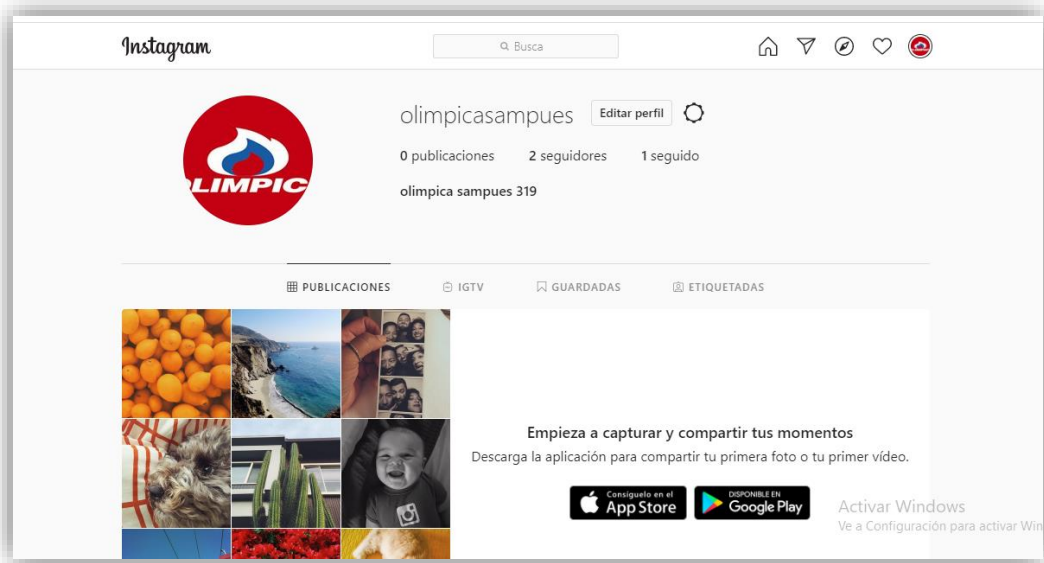 Instagram
Busca
olimpicasampues Editar perfil
0 publicaciones 2 seguidores 1 seguido
olimpica sampues 319
OLIMPIC
PUBLICACIONES IGTV GUARDADAS ETIQUETADAS
Empieza a capturar y compartir tus momentos
Descarga la aplicación para compartir tu primera foto o tu primer vídeo.
Consíguelo en el App Store
DISPONIBLE EN Google Play
Activar Windows
Ve a Configuración para activar Win